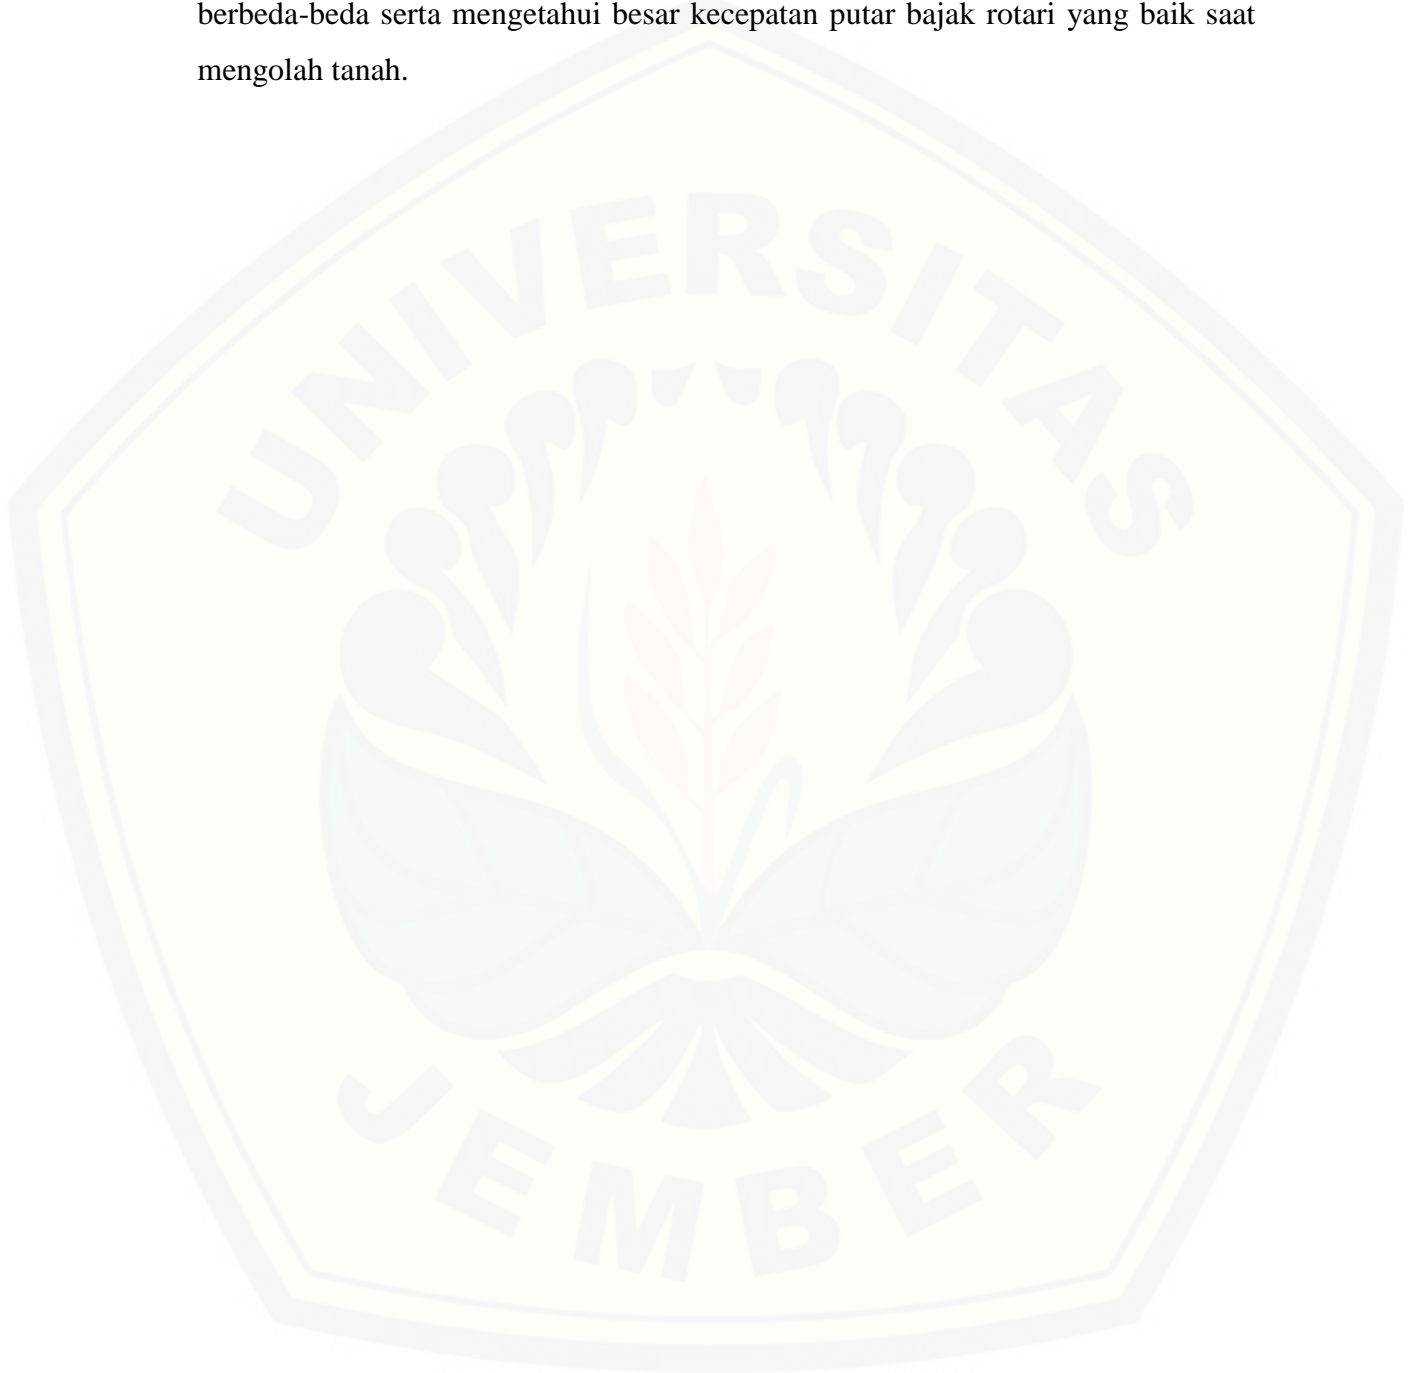 berbeda-beda serta mengetahui besar kecepatan putar bajak rotari yang baik saat
mengolah tanah.
UNIVERSITAS
JEMBER